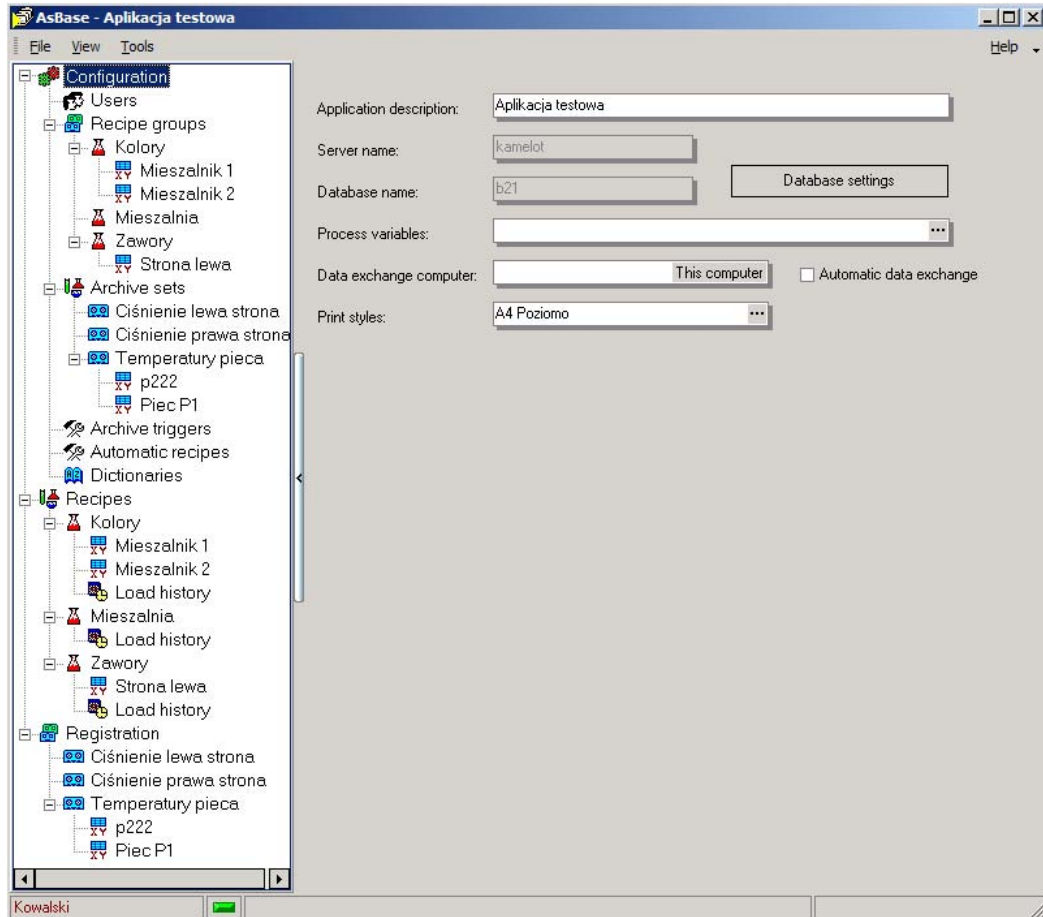 AsBase - Aplikacja testowa
File View Tools Help
Configuration
Users
Recipe groups
Kolory
Mieszalnik 1
Mieszalnik 2
Mieszalnia
Zawory
Strona lewa
Archive sets
Ciśnienie lewa strona
Ciśnienie prawa strona
Temperatury pieca
p222
Piec P1
Archive triggers
Automatic recipes
Dictionaries
Recipes
Kolory
Mieszalnik 1
Mieszalnik 2
Load history
Mieszalnia
Load history
Zawory
Strona lewa
Load history
Registration
Ciśnienie lewa strona
Ciśnienie prawa strona
Temperatury pieca
p222
Piec P1
Application description: Aplikacja testowa
Server name: kamelot
Database name: b21
Database settings
Process variables: ...
Data exchange computer: This computer Automatic data exchange
Print styles: A4 Poziomo ...
Kowalski